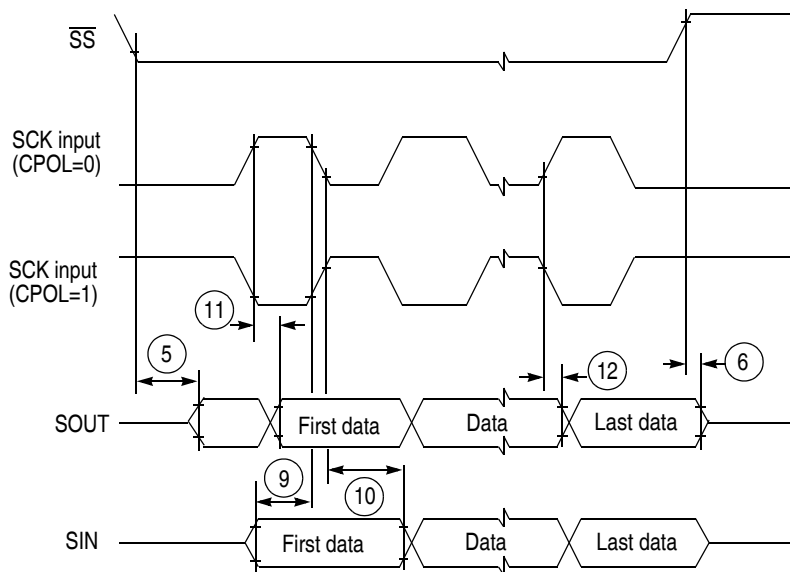 SS
SCK input
(CPOL=0)
SCK input
(CPOL=1)
11
5
12
6
SOUT
First data
Data
Last data
9
10
SIN
First data
Data
Last data